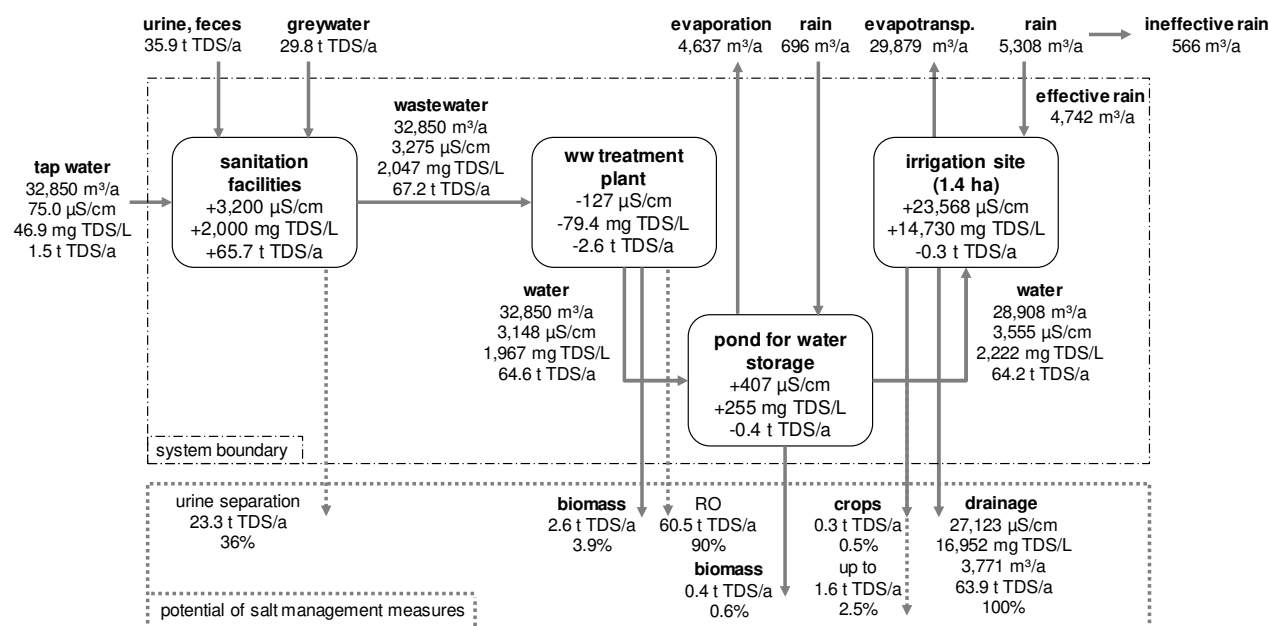 urine, feces
35.9 t TDS/a
greywater
29.8 t TDS/a
evaporation
4,637 m³/a
rain
696 m³/a
evapotransp.
29,879 m³/a
rain
5,308 m³/a
ineffective rain
566 m³/a
effective rain
4,742 m³/a
tap water
32,850 m³/a
75.0 µS/cm
46.9 mg TDS/L
1.5 t TDS/a
sanitation
facilities
+3,200 µS/cm
+2,000 mg TDS/L
+65.7 t TDS/a
wastewater
32,850 m³/a
3,275 µS/cm
2,047 mg TDS/L
67.2 t TDS/a
ww treatment
plant
-127 µS/cm
-79.4 mg TDS/L
-2.6 t TDS/a
irrigation site
(1.4 ha)
+23,568 µS/cm
+14,730 mg TDS/L
-0.3 t TDS/a
water
32,850 m³/a
3,148 µS/cm
1,967 mg TDS/L
64.6 t TDS/a
pond for water
storage
+407 µS/cm
+255 mg TDS/L
-0.4 t TDS/a
water
28,908 m³/a
3,555 µS/cm
2,222 mg TDS/L
64.2 t TDS/a
system boundary
urine separation
23.3 t TDS/a
36%
biomass
2.6 t TDS/a
3.9%
RO
60.5 t TDS/a
90%
biomass
0.4 t TDS/a
0.6%
crops
0.3 t TDS/a
0.5%
up to
1.6 t TDS/a
2.5%
drainage
27,123 µS/cm
16,952 mg TDS/L
3,771 m³/a
63.9 t TDS/a
100%
potential of salt management measures